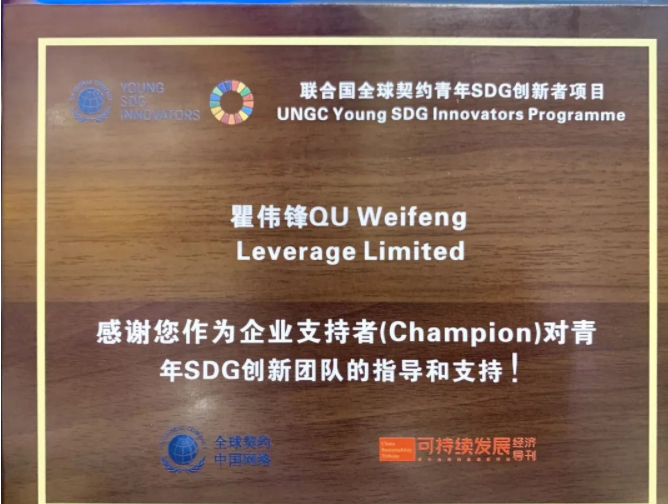 YOUNG
SDG
INNOVATORS
联合国全球契约青年SDG创新者项目
UNGC Young SDG Innovators Programme
瞿伟锋QU Weifeng
Leverage Limited
感谢您作为企业支持者(Champion)对青
年SDG创新团队的指导和支持！
全球契约
中国网络
China
Sustainability
Tribune
可持续发展经济
导刊